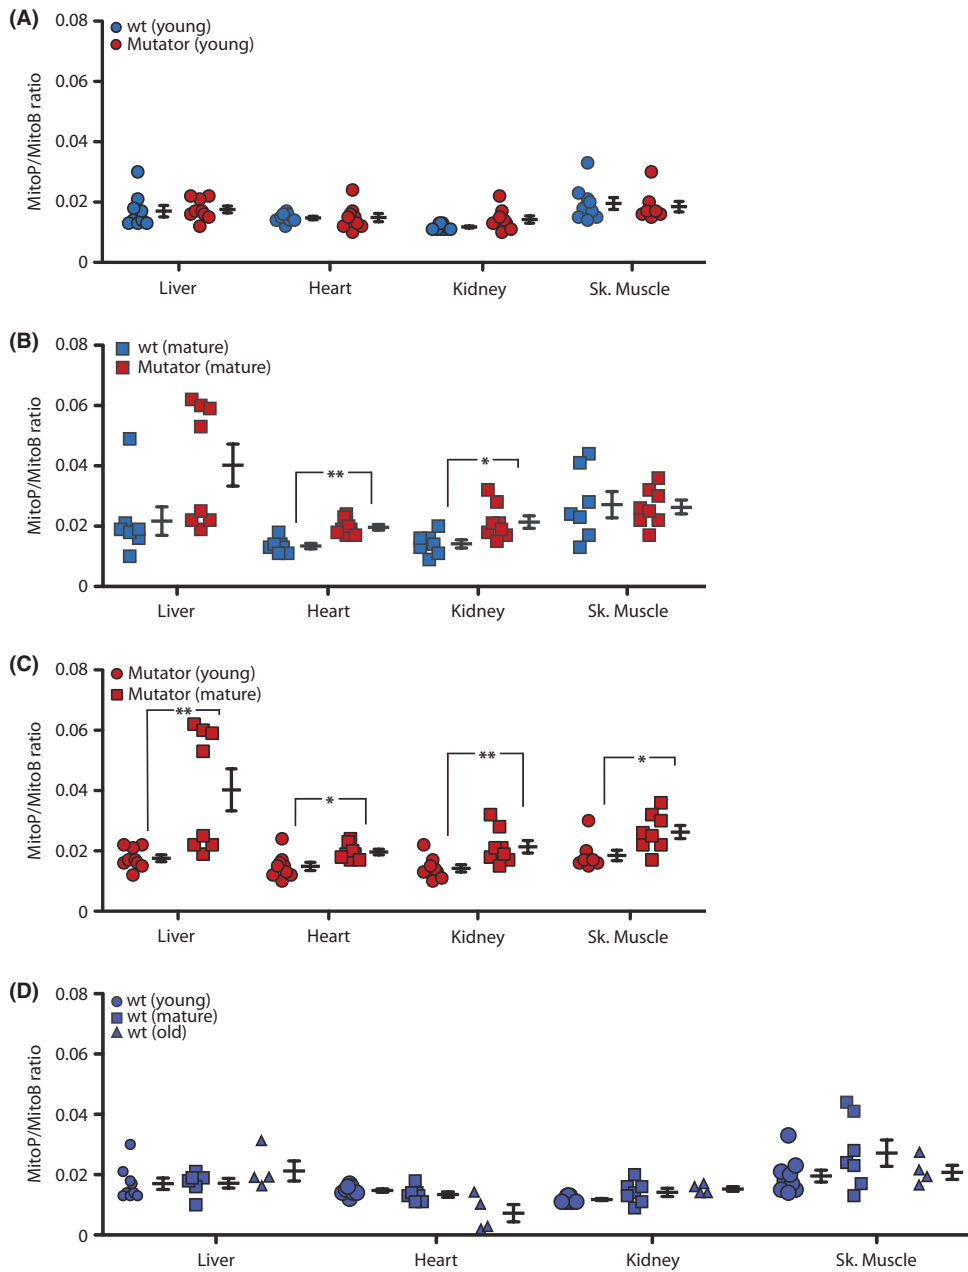 (A)
0.08
0.06
0.04
0.02
0
MitoP/MitoB ratio
wt (young)
Mutator (young)
Liver Heart Kidney Sk. Muscle
(B)
0.08
0.06
0.04
0.02
0
MitoP/MitoB ratio
wt (mature)
Mutator (mature)
**
*
Liver Heart Kidney Sk. Muscle
(C)
0.08
0.06
0.04
0.02
0
MitoP/MitoB ratio
Mutator (young)
Mutator (mature)
**
*
**
*
Liver Heart Kidney Sk. Muscle
(D)
0.08
0.06
0.04
0.02
0
MitoP/MitoB ratio
wt (young)
wt (mature)
wt (old)
Liver Heart Kidney Sk. Muscle